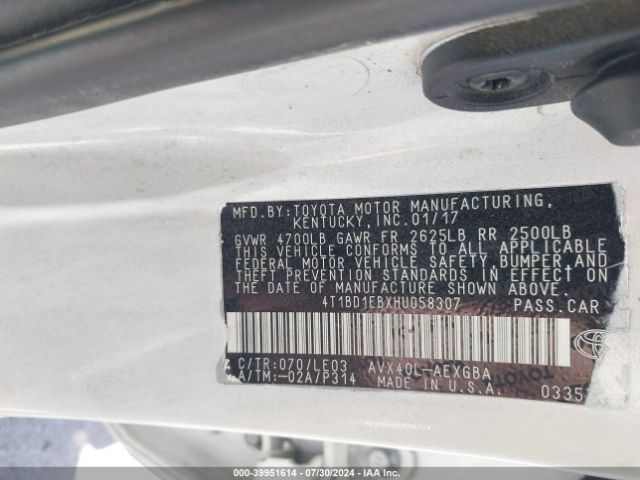 MFD.BY:TOYOTA MOTOR MANUFACTURING,
KENTUCKY, INC.01/17
GVWR 4700LB GAWR FR 2625LB RR 2500LB
THIS VEHICLE CONFORMS TO ALL APPLICABLE
FEDERAL MOTOR VEHICLE SAFETY, BUMPER AND
THEFT PREVENTION STANDARDS IN EFFECT ON
THE DATE OF MANUFACTURE SHOWN ABOVE.
4T1BD1EBXHU058307 PASS.CAR
C/TR:070/LE03 AVX40L-AEXGBA
A/TM:-02A/P314 MADE IN U.S.A. 0335
TOYOTA
000-39951614 / 07/30/2024 / IAA Inc.